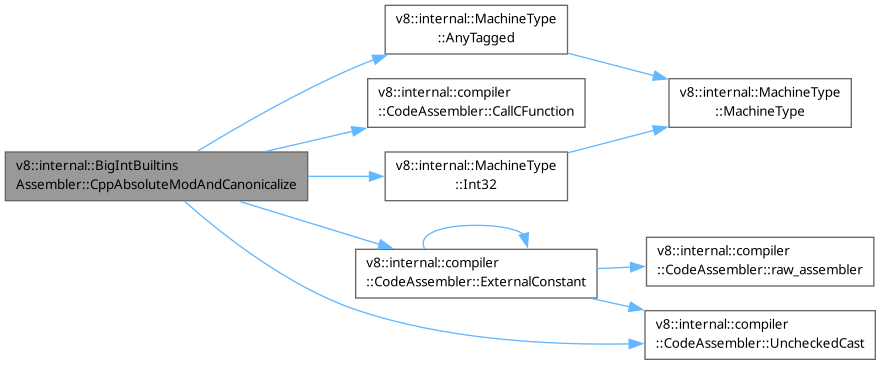 v8::internal::MachineType
::AnyTagged
v8::internal::compiler
::CodeAssembler::CallCFunction
v8::internal::MachineType
::MachineType
v8::internal::BigIntBuiltins
Assembler::CppAbsoluteModAndCanonicalize
v8::internal::MachineType
::Int32
v8::internal::compiler
::CodeAssembler::ExternalConstant
v8::internal::compiler
::CodeAssembler::raw_assembler
v8::internal::compiler
::CodeAssembler::UncheckedCast